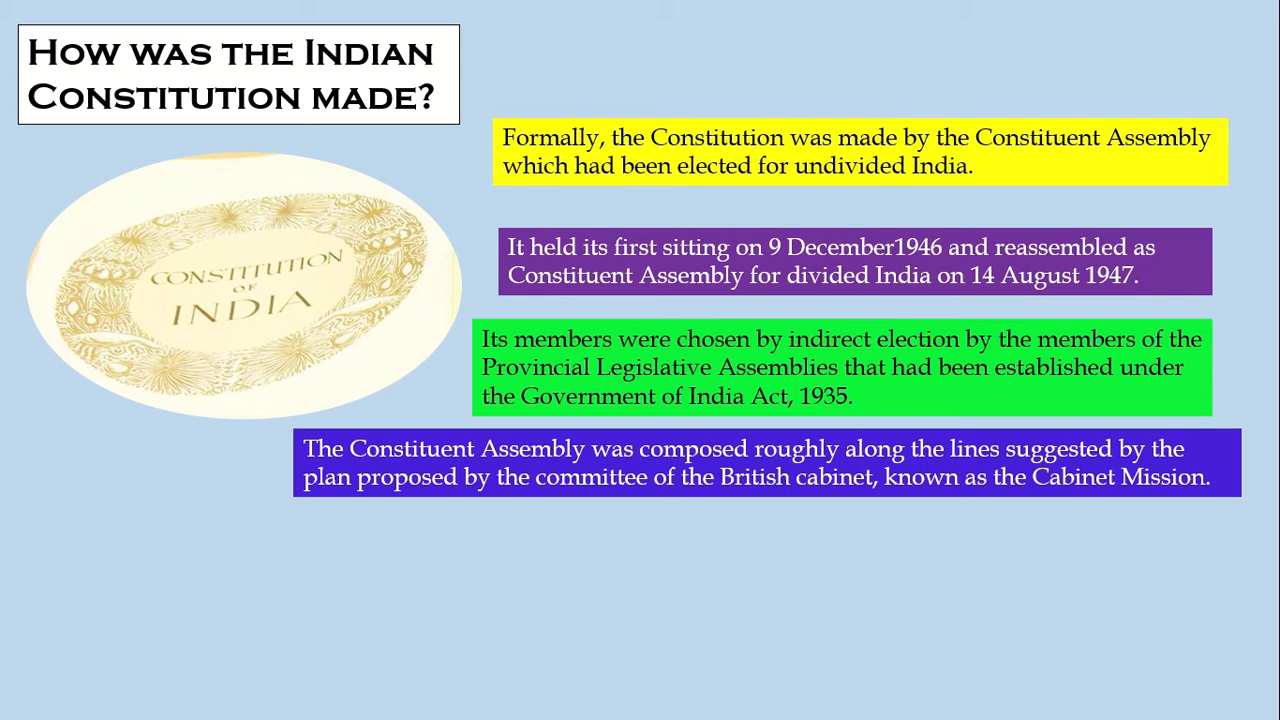 How was the Indian
Constitution made?
Formally, the Constitution was made by the Constituent Assembly
which had been elected for undivided India.
CONSTITUTION
OF
INDIA
It held its first sitting on 9 December1946 and reassembled as
Constituent Assembly for divided India on 14 August 1947.
Its members were chosen by indirect election by the members of the
Provincial Legislative Assemblies that had been established under
the Government of India Act, 1935.
The Constituent Assembly was composed roughly along the lines suggested by the
plan proposed by the committee of the British cabinet, known as the Cabinet Mission.